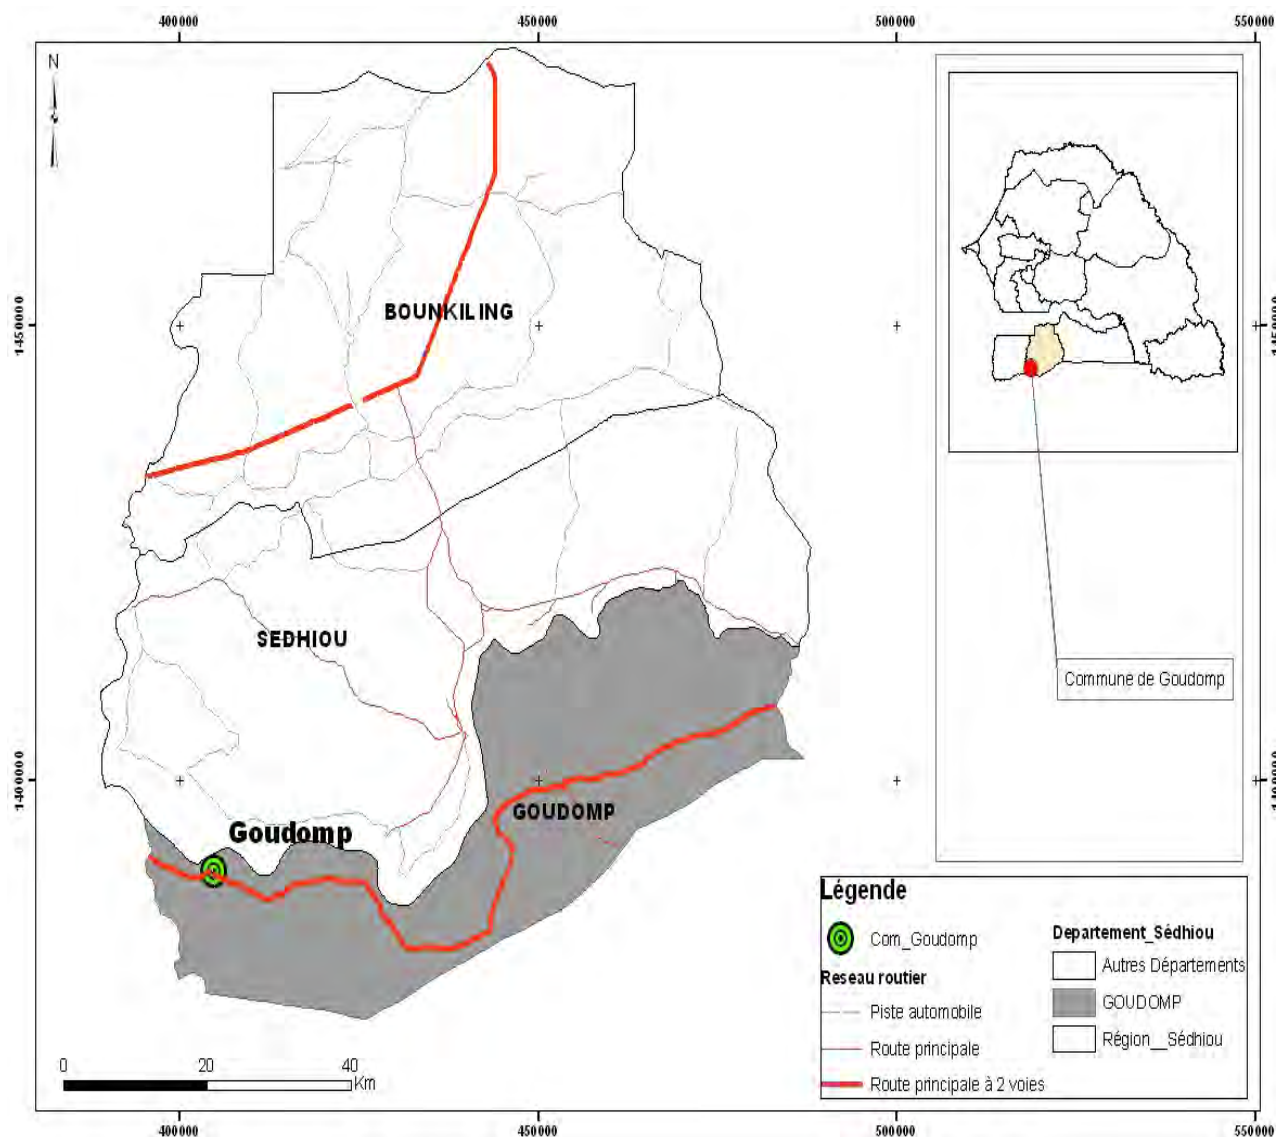 400000 450000 500000 550000
N
1450000
1450000
BOUNKILING
SEDHIOU
Commune de Goudomp
1400000
1400000
Goudomp
GOUDOMP
Légende
Com_Goudomp
Reseau routier
Piste automobile
Route principale
Route principale à 2 voies
Departement_Sédhiou
Autres Départements
GOUDOMP
Région__Sédhiou
0 20 40
Km
400000 450000 500000 550000